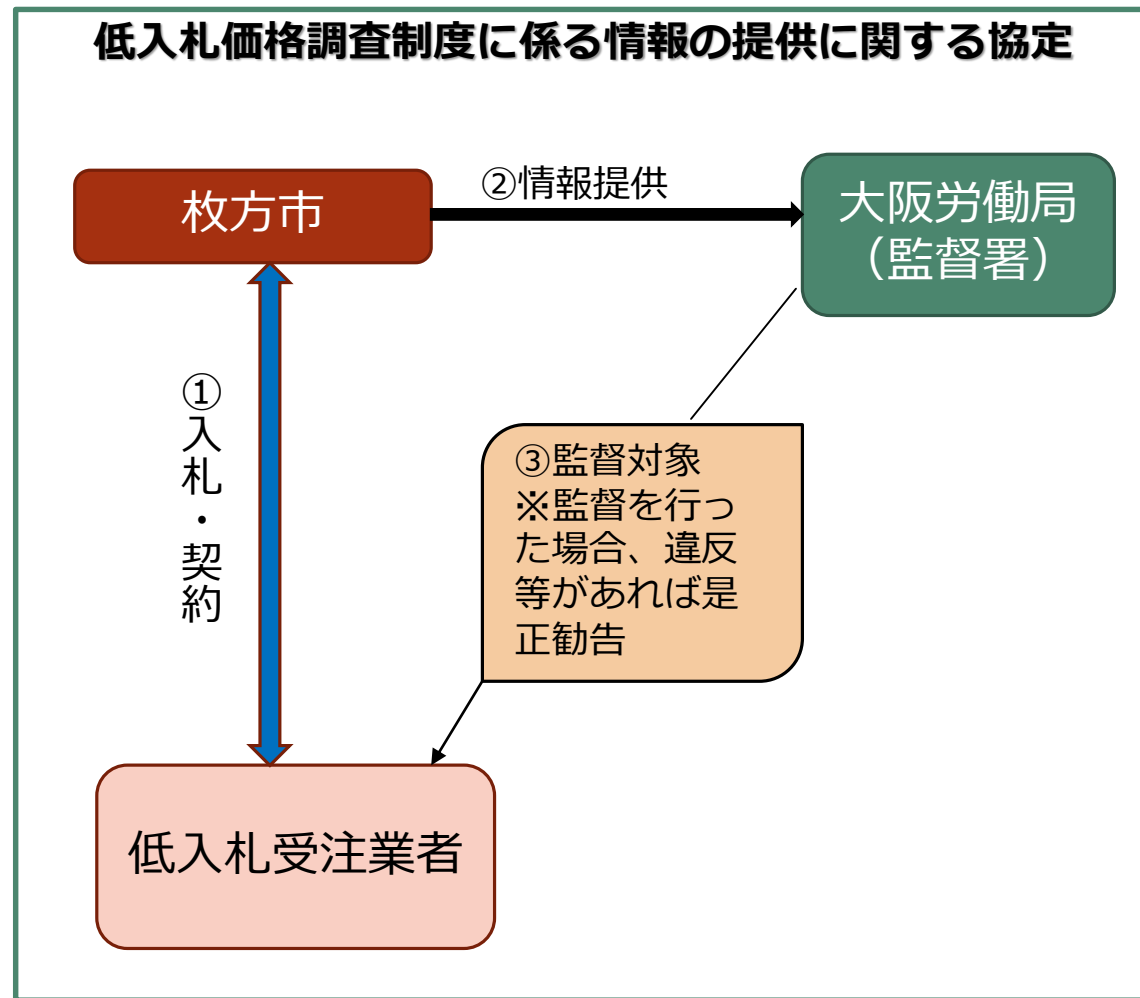 低入札価格調査制度に係る情報の提供に関する協定
枚方市
②情報提供
大阪労働局
（監督署）
①入札・契約
③監督対象
※監督を行っ
た場合、違反
等があれば是
正勧告
低入札受注業者